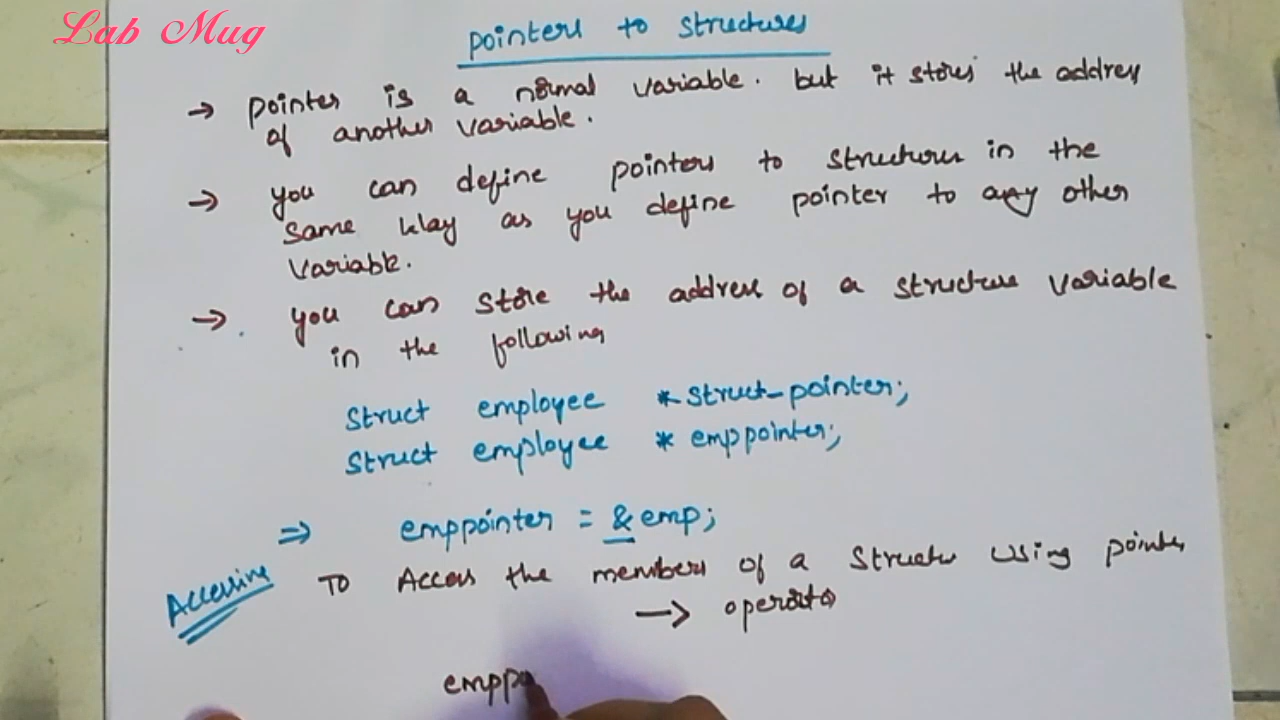 Lab Mug
pointers to structures
→ pointer is a normal variable. but it stores the address
of another variable.
→ you can define pointers to structures in the
same way as you define pointer to any other
variable.
→ you can store the address of a structure variable
in the following
Struct employee *struct-pointer;
Struct employee * emppointer;
⇒ emppointer = &emp;
Accessing To Access the members of a Structure using pointer
→ operator
emppo